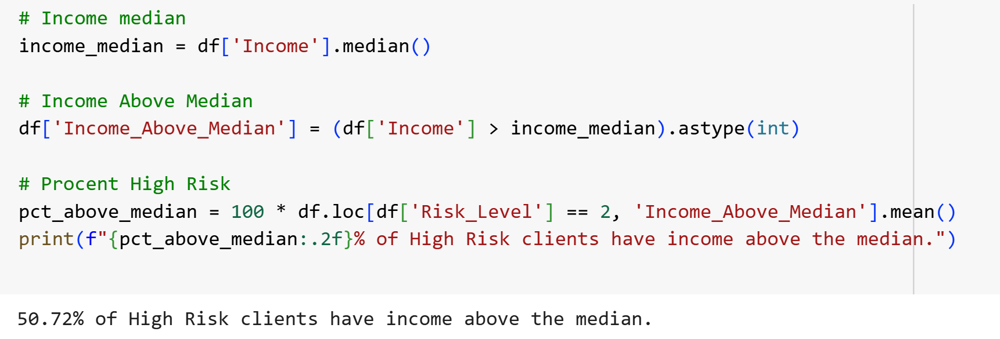 # Income median
income_median = df['Income'].median()
# Income Above Median
df['Income_Above_Median'] = (df['Income'] > income_median).astype(int)
# Procent High Risk
pct_above_median = 100 * df.loc[df['Risk_Level'] == 2, 'Income_Above_Median'].mean()
print(f"{pct_above_median:.2f}% of High Risk clients have income above the median.")
50.72% of High Risk clients have income above the median.